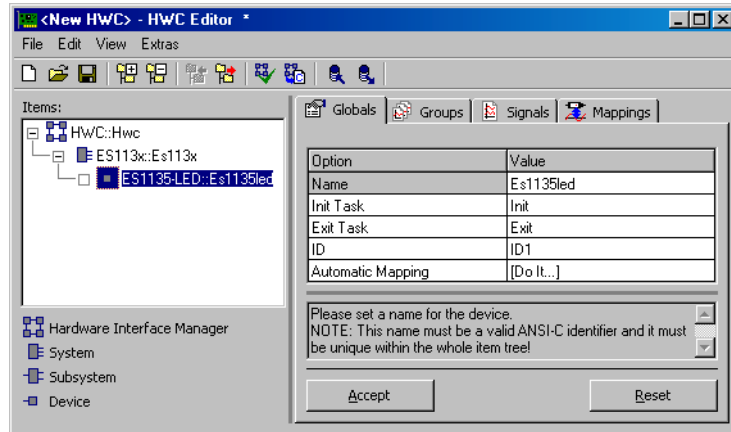 <New HWC> - HWC Editor *
File Edit View Extras
Items:
HWC::Hwc
ES113x::Es113x
ES1135-LED::Es1135led
Hardware Interface Manager
System
Subsystem
Device
Globals Groups Signals Mappings
Option Value
Name Es1135led
Init Task Init
Exit Task Exit
ID ID1
Automatic Mapping [Do It...]
Please set a name for the device.
NOTE: This name must be a valid ANSI-C identifier and it must
be unique within the whole item tree!
Accept Reset